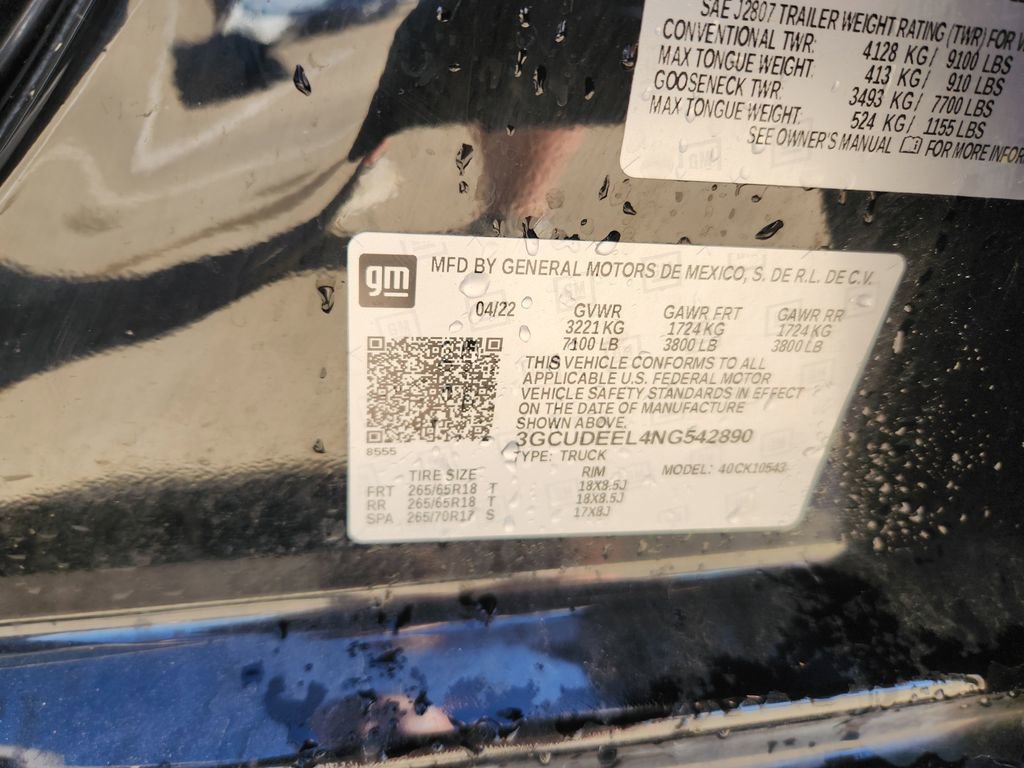 SAE J2807 TRAILER WEIGHT RATING (TWR) FOR
CONVENTIONAL TWR: 4128 KG/ 9100 LBS
MAX TONGUE WEIGHT: 413 KG/ 910 LBS
GOOSENECK TWR: 3493 KG/ 7700 LBS
MAX TONGUE WEIGHT: 524 KG/ 1155 LBS
SEE OWNER'S MANUAL FOR MORE
gm
MFD BY GENERAL MOTORS DE MEXICO, S. DE R.L. DE C.V.
04/22 GVWR GAWR FRT GAWR RR
3221 KG 1724 KG 1724 KG
7100 LB 3800 LB 3800 LB
THIS VEHICLE CONFORMS TO ALL
APPLICABLE U.S. FEDERAL MOTOR
VEHICLE SAFETY STANDARDS IN EFFECT
ON THE DATE OF MANUFACTURE
SHOWN ABOVE.
3GCUDEEL4NG542890
8555
TYPE: TRUCK MODEL: 40CK10543
TIRE SIZE RIM
FRT 265/65R18 T 18X8.5J
RR 265/65R18 T 18X8.5J
SPA 265/70R17 S 17X8J